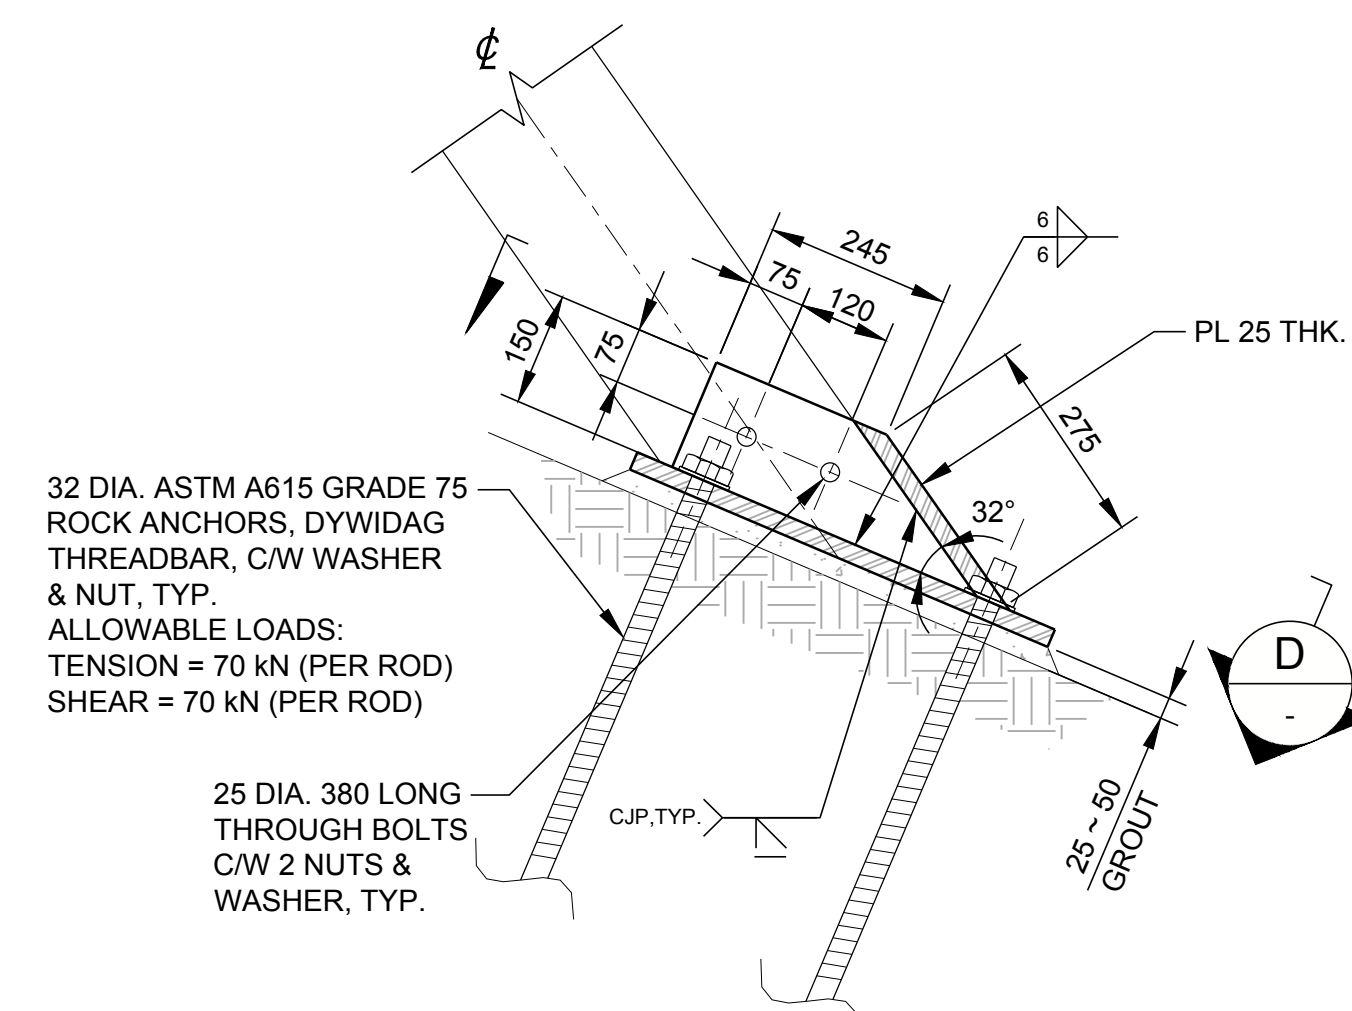 ℄
6
6
245
75
120
150
75
PL 25 THK.
275
32°
32 DIA. ASTM A615 GRADE 75
ROCK ANCHORS, DYWIDAG
THREADBAR, C/W WASHER
& NUT, TYP.
ALLOWABLE LOADS:
TENSION = 70 kN (PER ROD)
SHEAR = 70 kN (PER ROD)
D
-
25 DIA. 380 LONG
THROUGH BOLTS
C/W 2 NUTS &
WASHER, TYP.
CJP,TYP.
25 ~ 50
GROUT